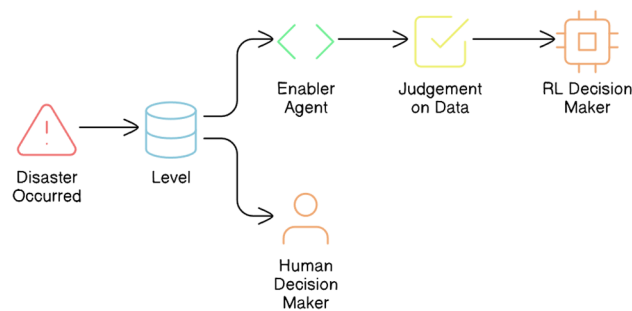 Enabler
Agent
Judgement
on Data
RL Decision
Maker
Disaster
Occurred
Level
Human
Decision
Maker